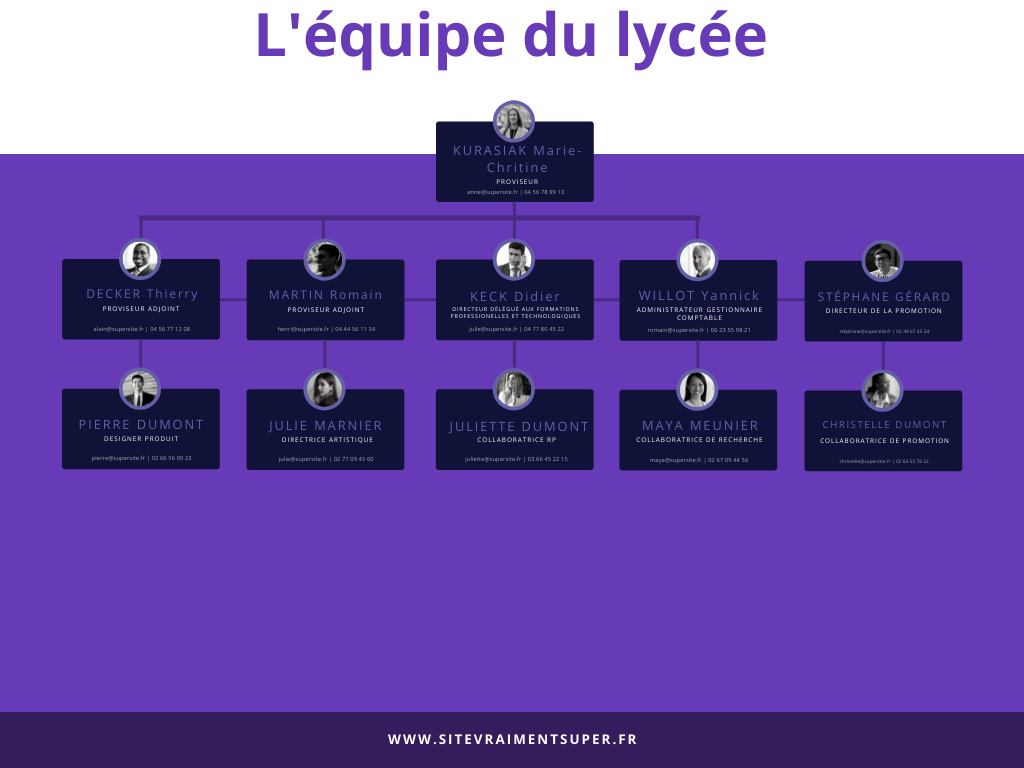 L'équipe du lycée
KURASIAK Marie-
Chritine
PROVISEUR
anne@supersite.fr | 04 56 78 99 13
DECKER Thierry
PROVISEUR ADJOINT
alain@supersite.fr | 04 56 77 12 08
MARTIN Romain
PROVISEUR ADJOINT
henri@supersite.fr | 04 44 56 11 54
KECK Didier
DIRECTEUR DÉLÉGUÉ AUX FORMATIONS
PROFESSIONELLES ET TECHNOLOGIQUES
julie@supersite.fr | 04 77 80 45 22
WILLOT Yannick
ADMINISTRATEUR GESTIONNAIRE
COMPTABLE
romain@supersite.fr | 06 23 55 98 21
STÉPHANE GÉRARD
DIRECTEUR DE LA PROMOTION
stéphane@supersite.fr | 02 44 67 45 34
PIERRE DUMONT
DESIGNER PRODUIT
pierre@supersite.fr | 02 66 56 09 23
JULIE MARNIER
DIRECTRICE ARTISTIQUE
julie@supersite.fr | 02 77 09 45 60
JULIETTE DUMONT
COLLABORATRICE RP
juliette@supersite.fr | 03 66 45 22 15
MAYA MEUNIER
COLLABORATRICE DE RECHERCHE
maya@supersite.fr | 02 67 09 44 56
CHRISTELLE DUMONT
COLLABORATRICE DE PROMOTION
christelle@supersite.fr | 02 64 55 78 22
WWW.SITEVRAIMENTSUPER.FR